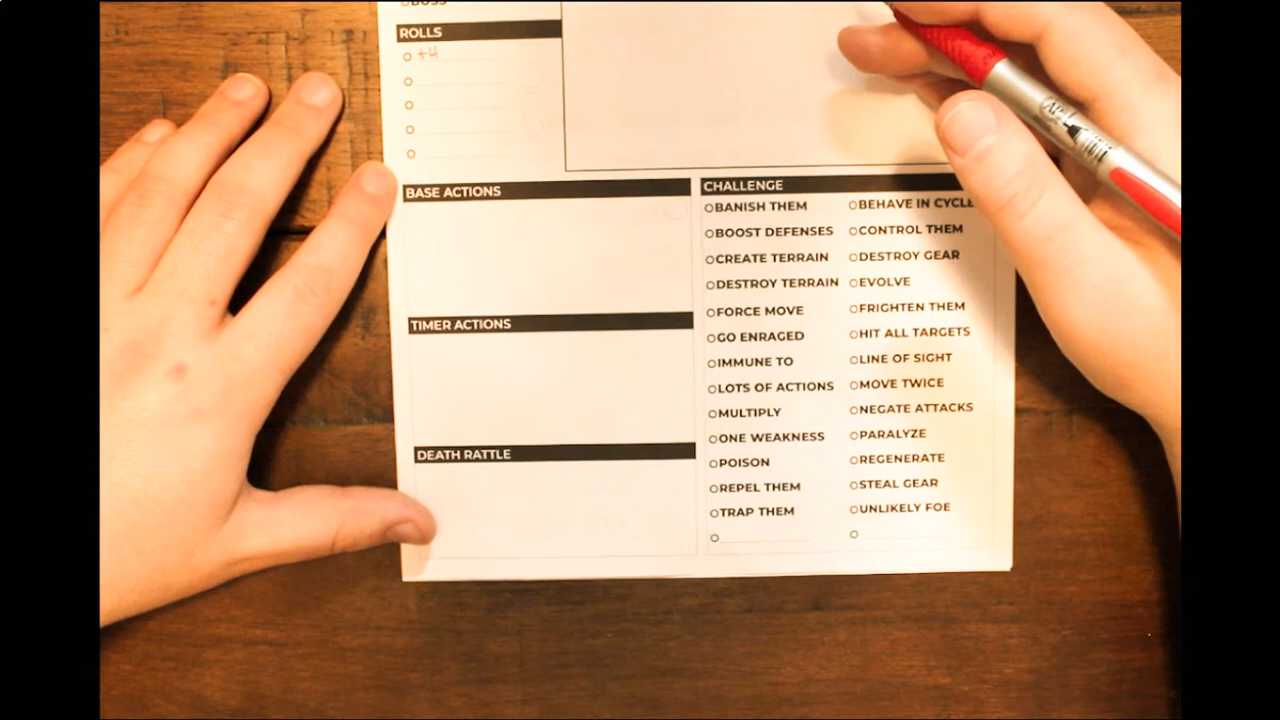 BOSS
ROLLS
+4
BASE ACTIONS
TIMER ACTIONS
DEATH RATTLE
CHALLENGE
BANISH THEM
BOOST DEFENSES
CREATE TERRAIN
DESTROY TERRAIN
FORCE MOVE
GO ENRAGED
IMMUNE TO
LOTS OF ACTIONS
MULTIPLY
ONE WEAKNESS
POISON
REPEL THEM
TRAP THEM
BEHAVE IN CYCLE
CONTROL THEM
DESTROY GEAR
EVOLVE
FRIGHTEN THEM
HIT ALL TARGETS
LINE OF SIGHT
MOVE TWICE
NEGATE ATTACKS
PARALYZE
REGENERATE
STEAL GEAR
UNLIKELY FOE